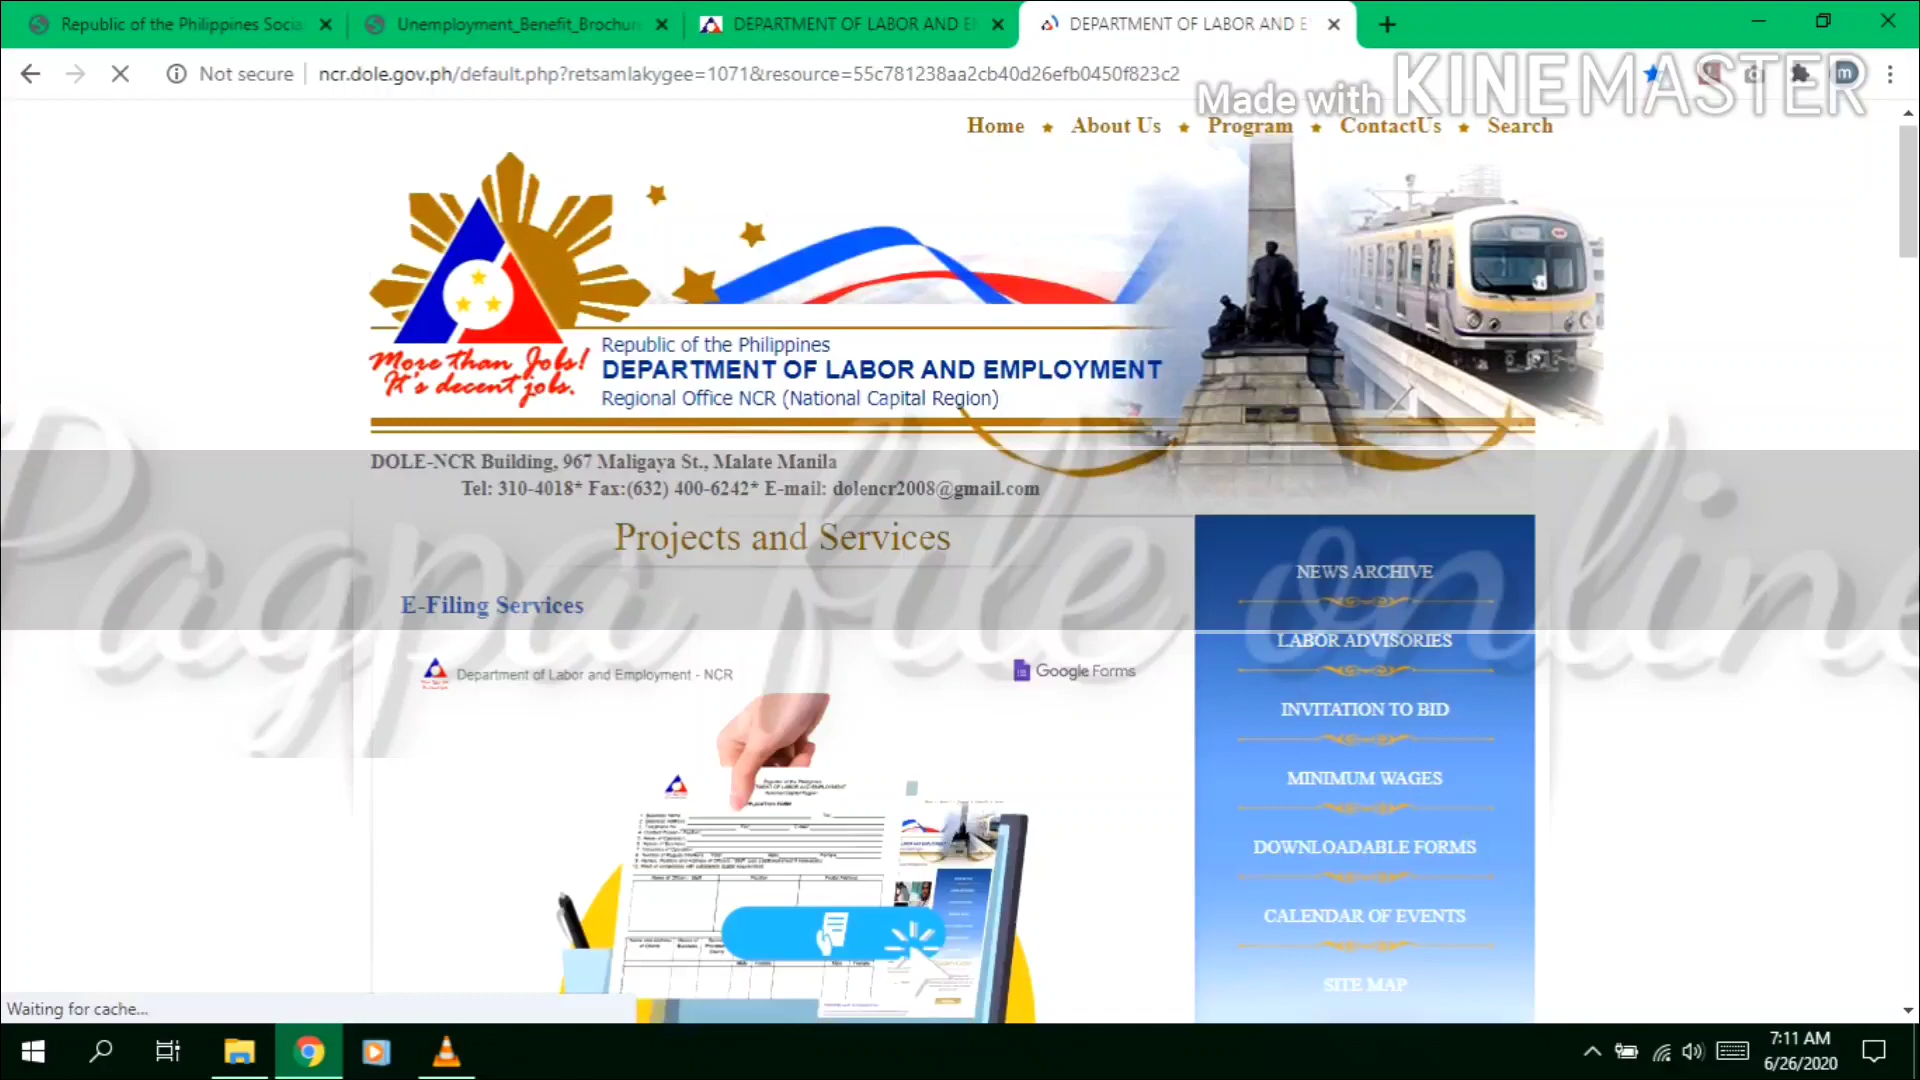 Republic of the Philippines Socia
Unemployment_Benefit_Brochur
DEPARTMENT OF LABOR AND E
DEPARTMENT OF LABOR AND E
Not secure
ncr.dole.gov.ph/default.php?retsamlakygee=1071&resource=55c781238aa2cb40d26efb0450f823c2
m
Made with KINEMASTER
Home
About Us
Program
ContactUs
Search
More than Jobs!
It's decent jobs.
Republic of the Philippines
DEPARTMENT OF LABOR AND EMPLOYMENT
Regional Office NCR (National Capital Region)
DOLE-NCR Building, 967 Maligaya St., Malate Manila
Tel: 310-4018* Fax:(632) 400-6242* E-mail: dolencr2008@gmail.com
Pagpa file online
Projects and Services
E-Filing Services
Department of Labor and Employment - NCR
Google Forms
NEWS ARCHIVE
LABOR ADVISORIES
INVITATION TO BID
MINIMUM WAGES
DOWNLOADABLE FORMS
CALENDAR OF EVENTS
SITE MAP
Waiting for cache...
7:11 AM
6/26/2020